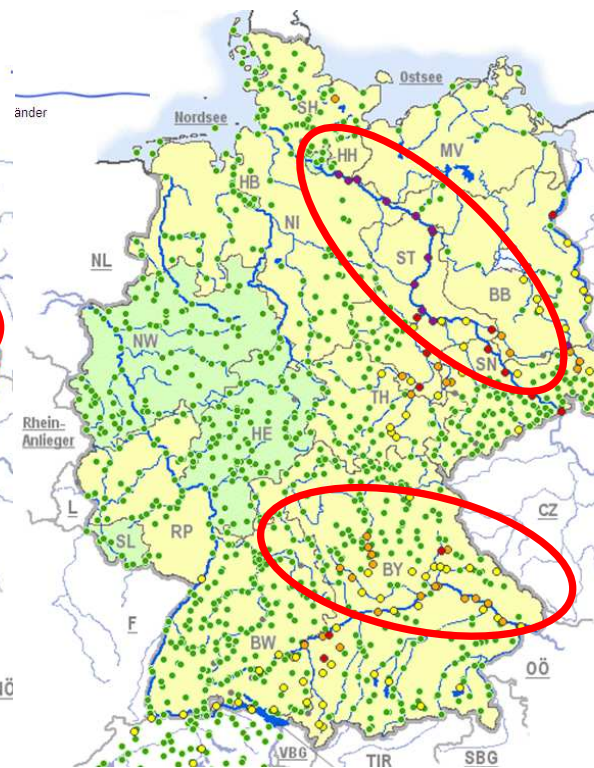 änder
Ostsee
Nordsee
SH
HH
MV
HB
NI
NL
ST
BB
NW
SN
TH
Rhein-
Anlieger
HE
L
CZ
RP
SL
BY
F
BW
OÖ
VBG
TIR
SBG